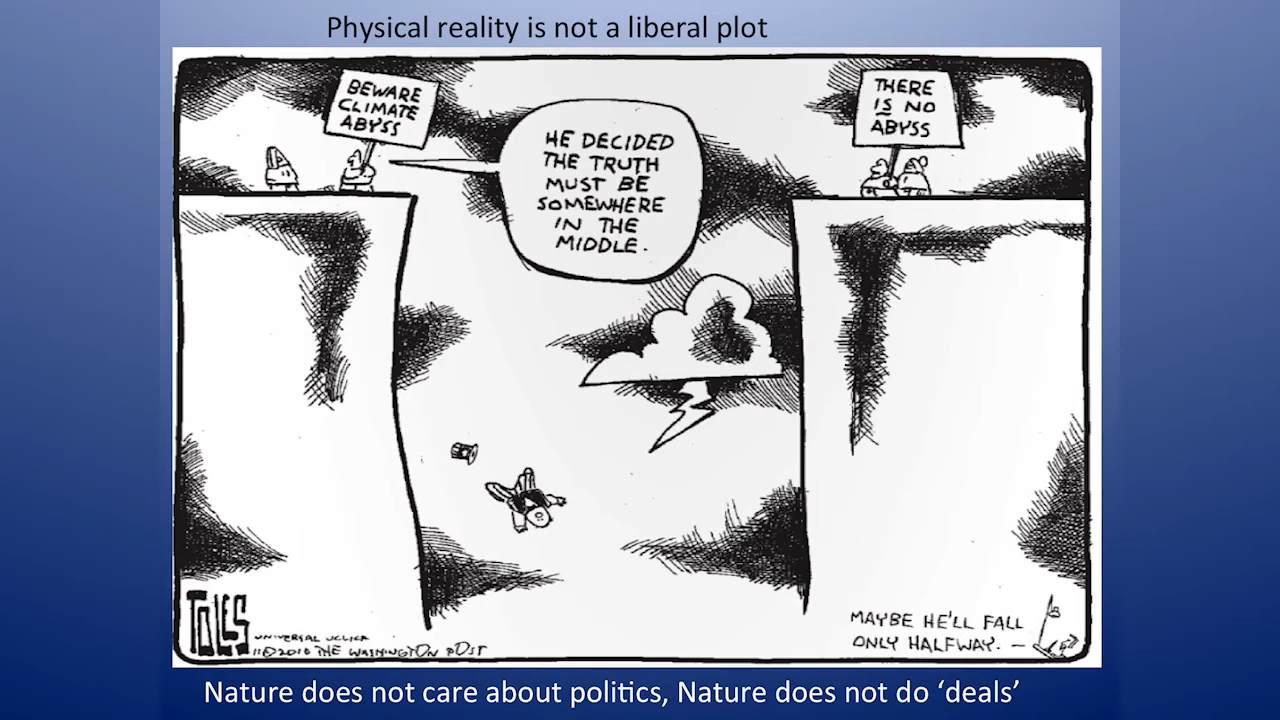 Physical reality is not a liberal plot
BEWARE
CLIMATE
ABYSS
HE DECIDED
THE TRUTH
MUST BE
SOMEWHERE
IN THE
MIDDLE.
THERE
IS NO
ABYSS
TOLES
UNIVERSAL UCLICK
©2010 THE WASHINGTON POST
MAYBE HE'LL FALL
ONLY HALFWAY. —
Nature does not care about politics, Nature does not do ‘deals’